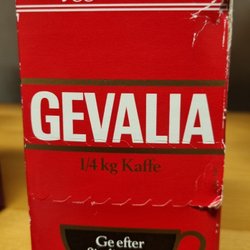 GEVALIA
1/4 kg Kaffe
Ge efter